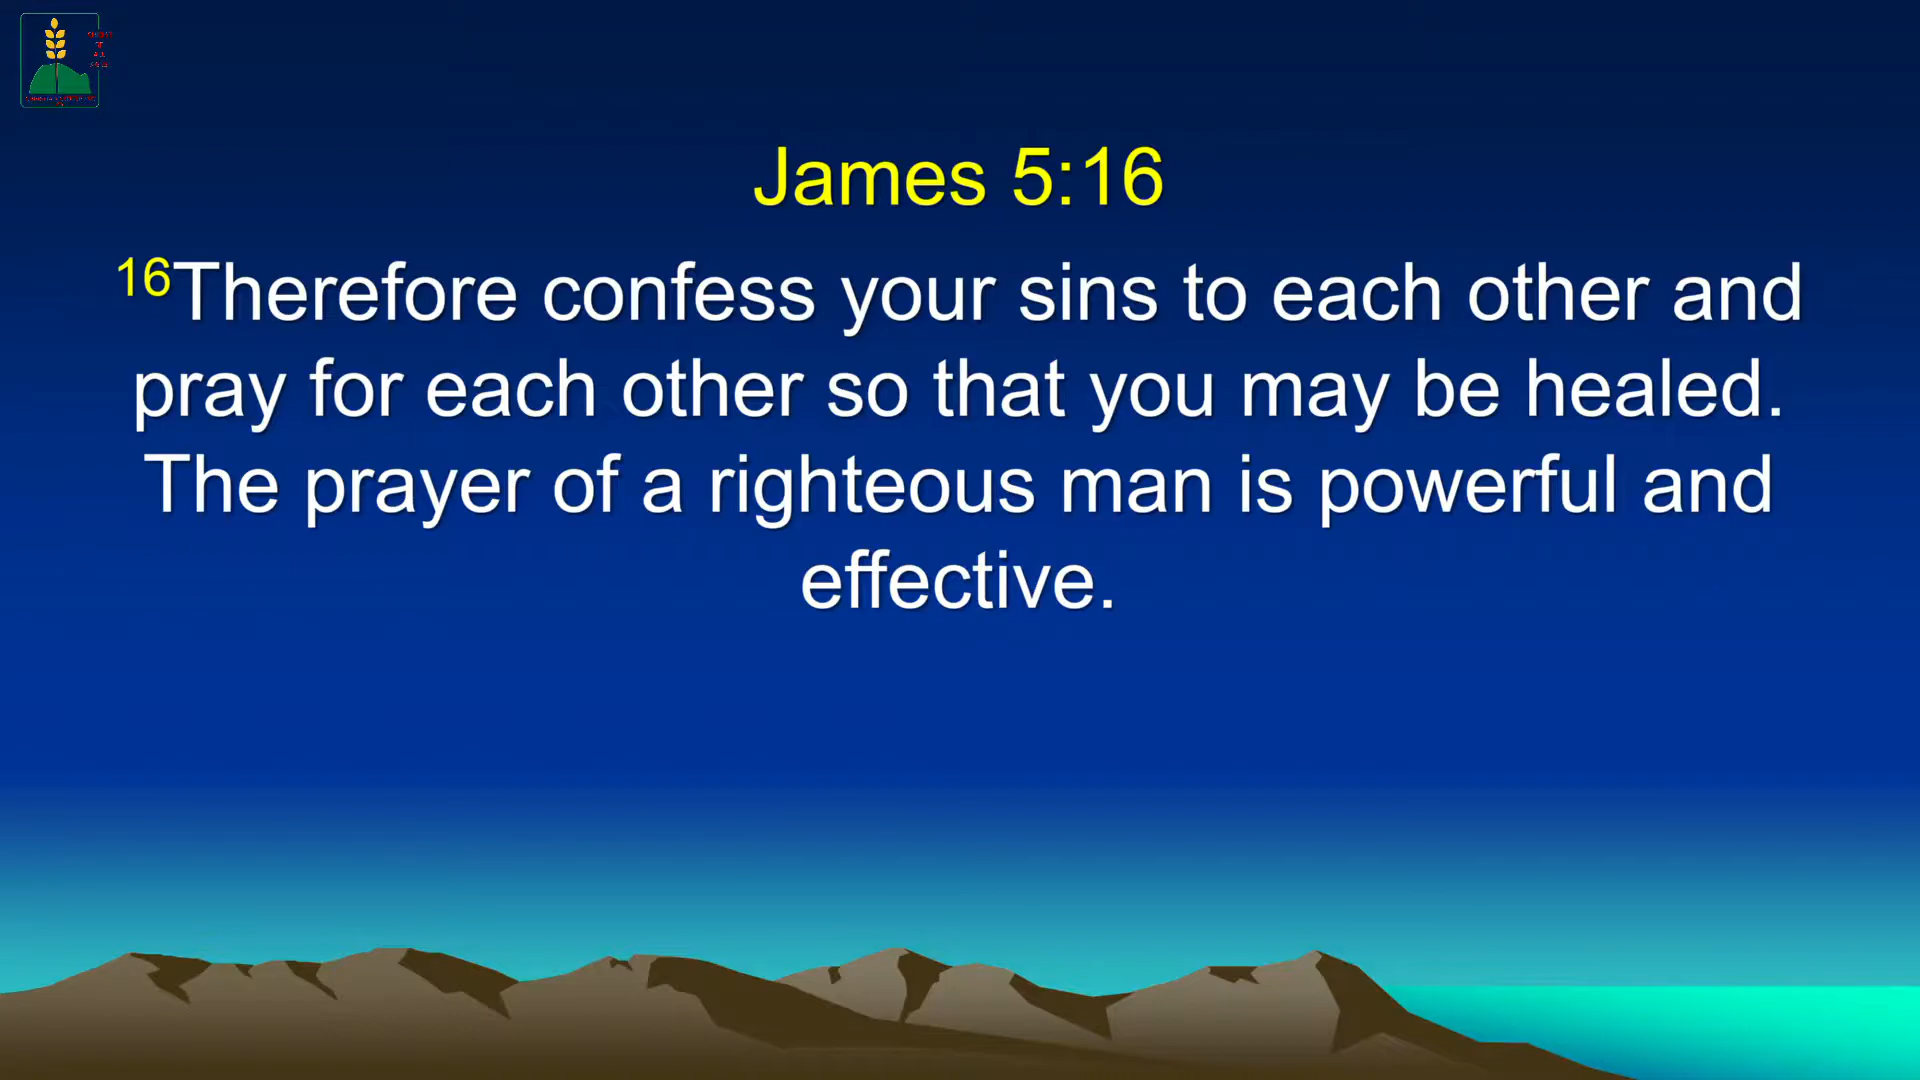 James 5:16
16Therefore confess your sins to each other and
pray for each other so that you may be healed.
The prayer of a righteous man is powerful and
effective.